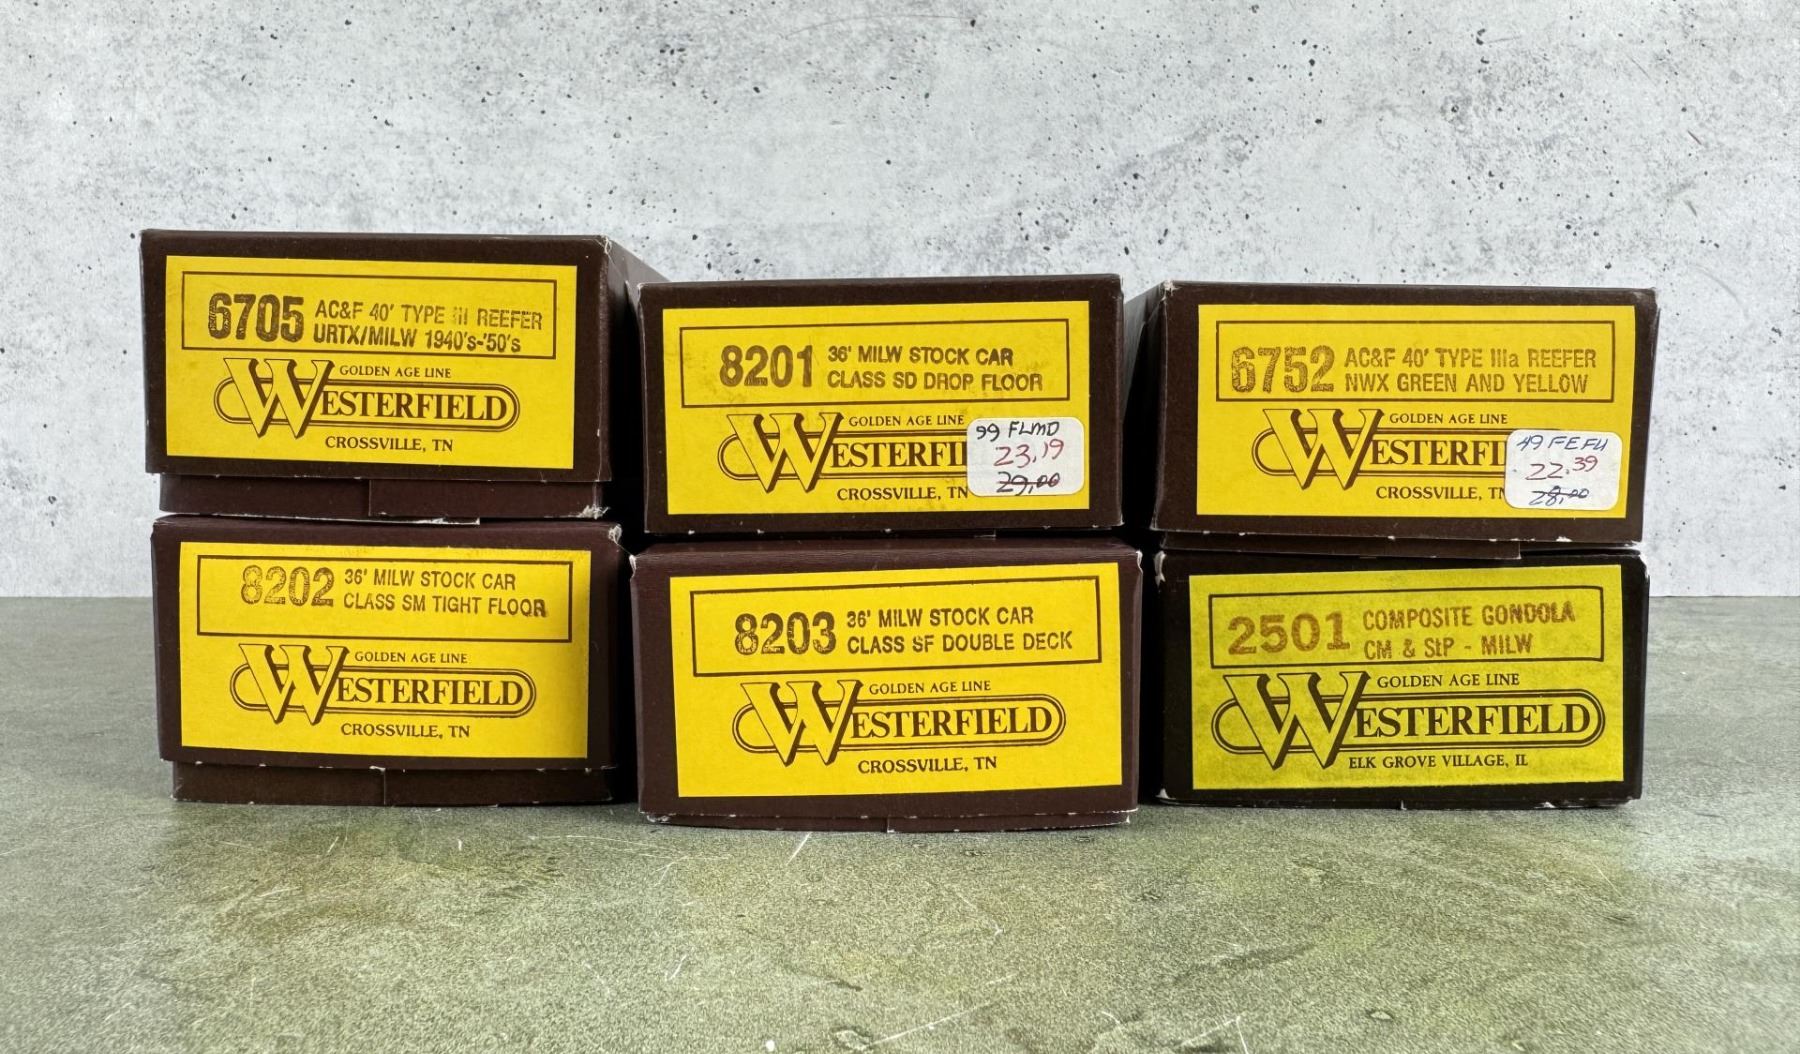 6705 AC&F 40' TYPE III REEFER
URTX/MILW 1940's-'50's
GOLDEN AGE LINE
WESTERFIELD
CROSSVILLE, TN
8201 36' MILW STOCK CAR
CLASS SD DROP FLOOR
GOLDEN AGE LINE
WESTERFI
CROSSVILLE, TN
99 FLMD
23.19
29.00
6752 AC&F 40' TYPE IIIa REEFER
NWX GREEN AND YELLOW
GOLDEN AGE LINE
WESTERFI
CROSSVILLE, TN
49 FEFU
22.39
28.00
8202 36' MILW STOCK CAR
CLASS SM TIGHT FLOOR
GOLDEN AGE LINE
WESTERFIELD
CROSSVILLE, TN
8203 36' MILW STOCK CAR
CLASS SF DOUBLE DECK
GOLDEN AGE LINE
WESTERFIELD
CROSSVILLE, TN
2501 COMPOSITE GONDOLA
CM & StP - MILW
GOLDEN AGE LINE
WESTERFIELD
ELK GROVE VILLAGE, IL